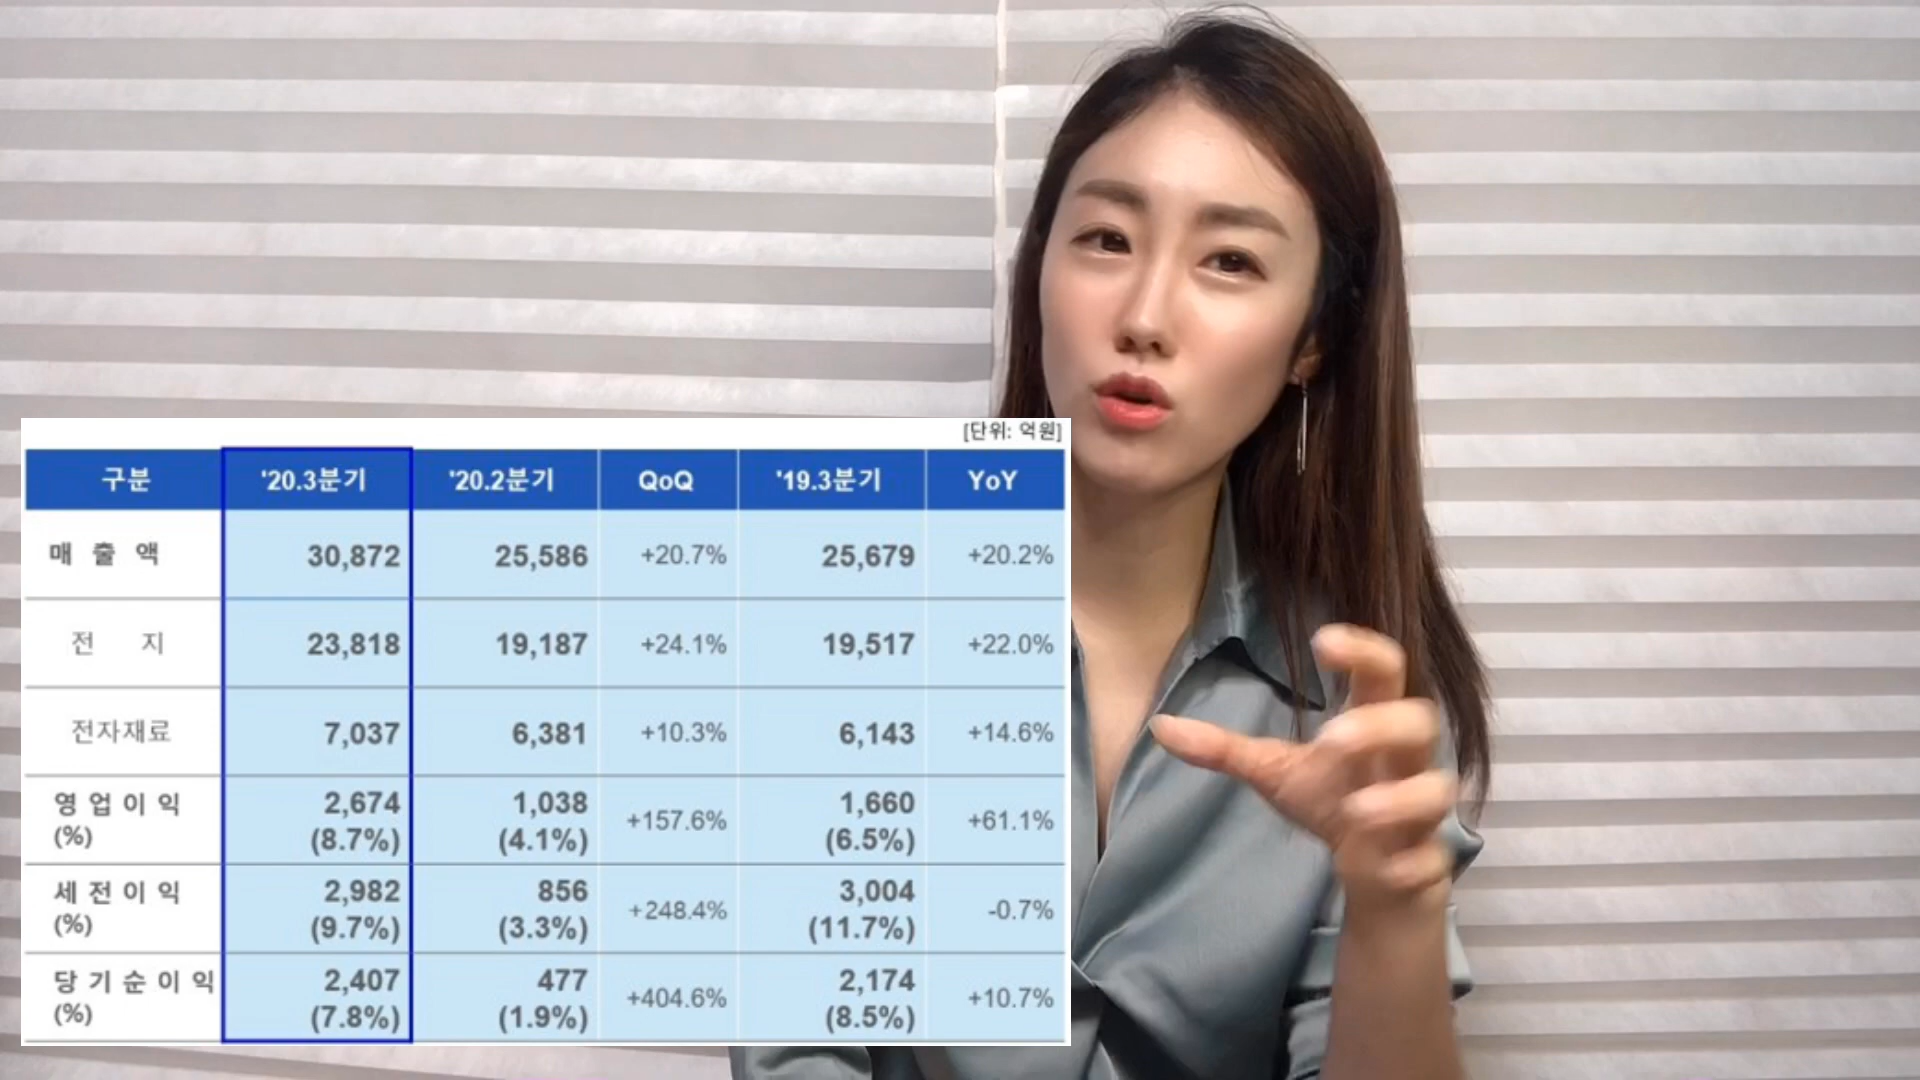 [단위: 억원]
구분 '20.3분기 '20.2분기 QoQ '19.3분기 YoY
매 출 액 30,872 25,586 +20.7% 25,679 +20.2%
전 지 23,818 19,187 +24.1% 19,517 +22.0%
전자재료 7,037 6,381 +10.3% 6,143 +14.6%
영 업 이 익 2,674 1,038 +157.6% 1,660 +61.1%
(%) (8.7%) (4.1%) (6.5%)
세 전 이 익 2,982 856 +248.4% 3,004 -0.7%
(%) (9.7%) (3.3%) (11.7%)
당 기 순 이 익 2,407 477 +404.6% 2,174 +10.7%
(%) (7.8%) (1.9%) (8.5%)